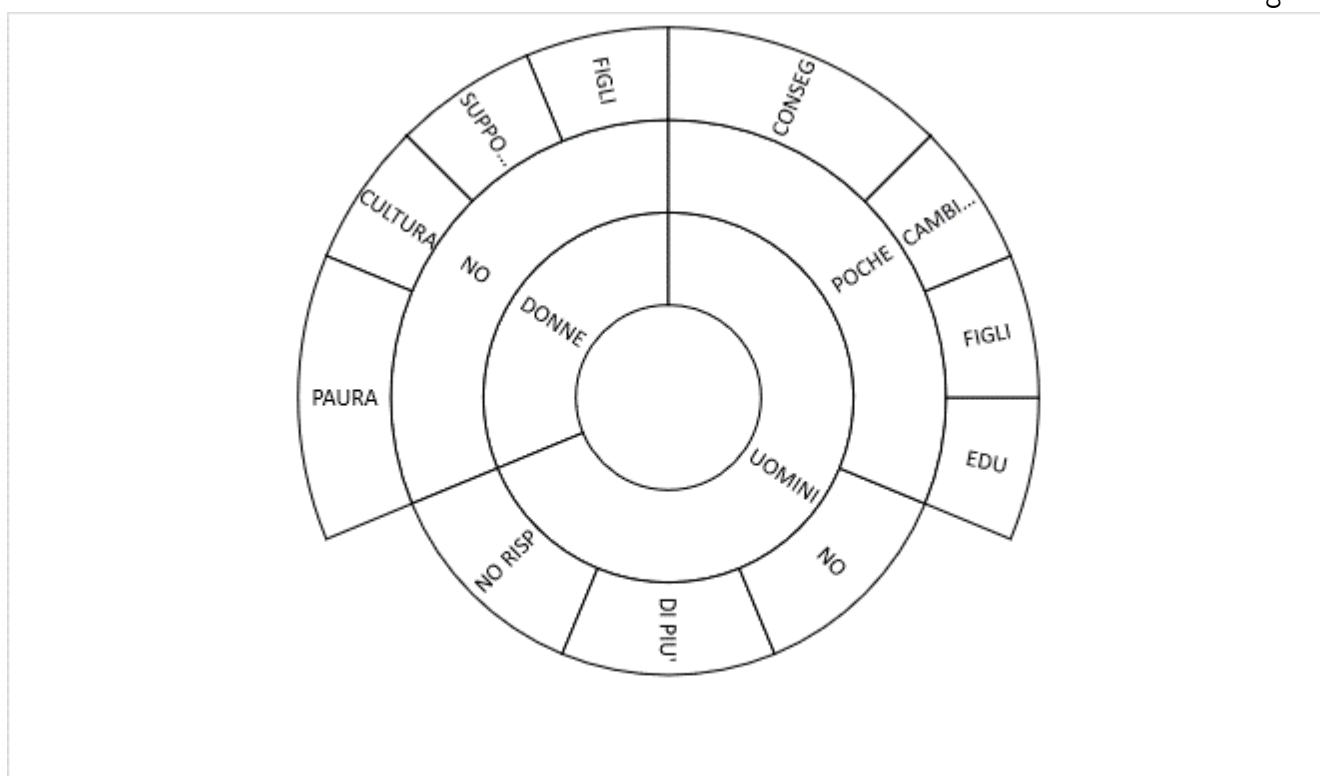 FIGLI
CONSEG
SUPPO...
CULTURA
CAMBI...
NO
POCHE
DONNE
FIGLI
PAURA
EDU
UOMINI
NO RISP
NO
DI PIU'